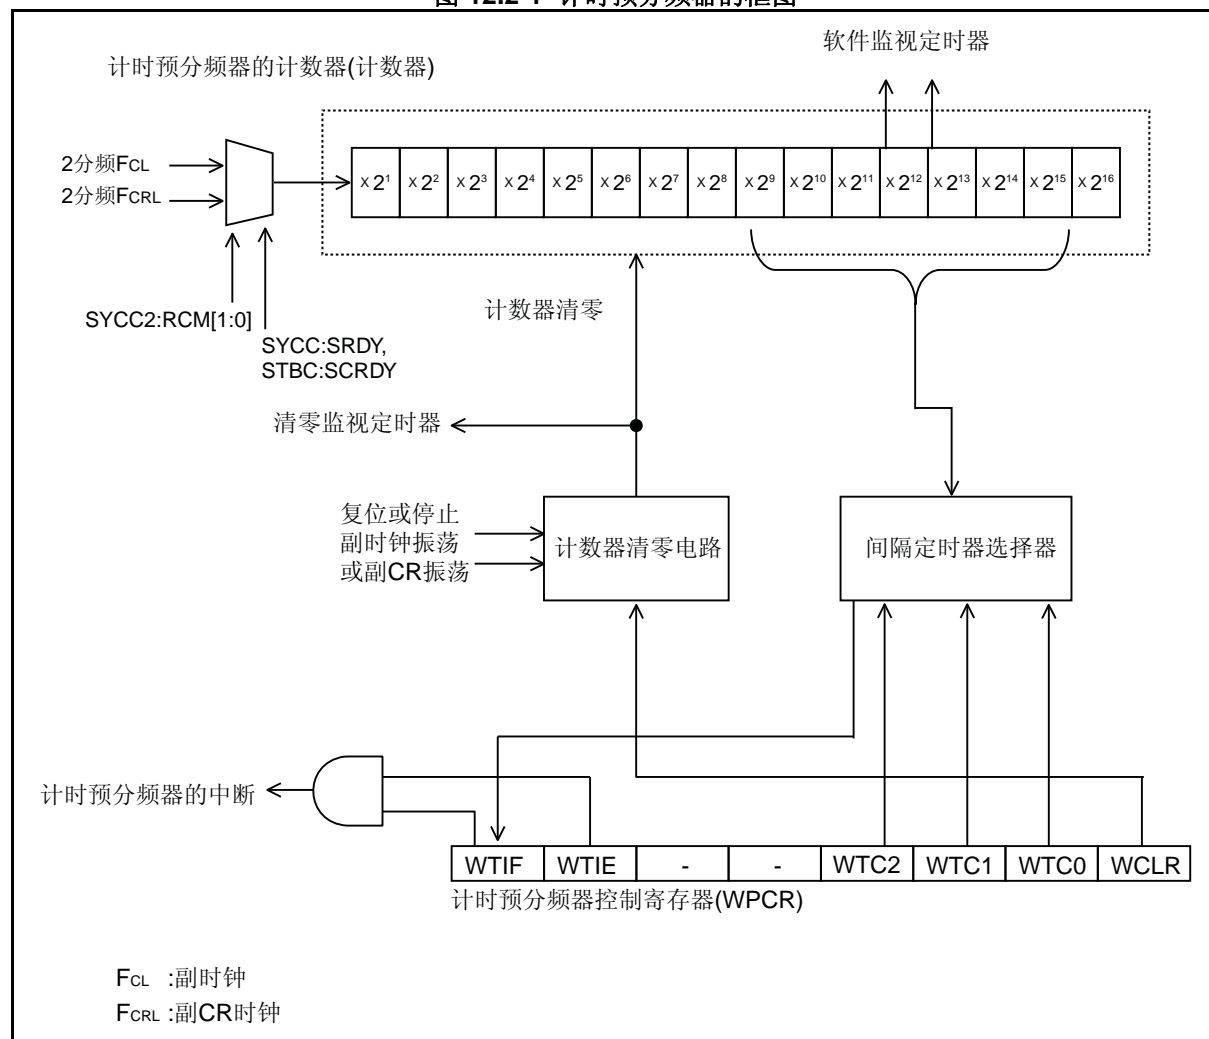 图 12.2-1 计时预分频器的框图
软件监视定时器
计时预分频器的计数器(计数器)
2分频FCL
2分频FCRL
x 2¹ x 2² x 2³ x 2⁴ x 2⁵ x 2⁶ x 2⁷ x 2⁸ x 2⁹ x 2¹⁰ x 2¹¹ x 2¹² x 2¹³ x 2¹⁴ x 2¹⁵ x 2¹⁶
SYCC2:RCM[1:0]
SYCC:SRDY,
STBC:SCRDY
计数器清零
清零监视定时器
复位或停止
副时钟振荡
或副CR振荡
计数器清零电路
间隔定时器选择器
计时预分频器的中断
WTIF WTIE - - WTC2 WTC1 WTC0 WCLR
计时预分频器控制寄存器(WPCR)
FCL :副时钟
FCRL :副CR时钟